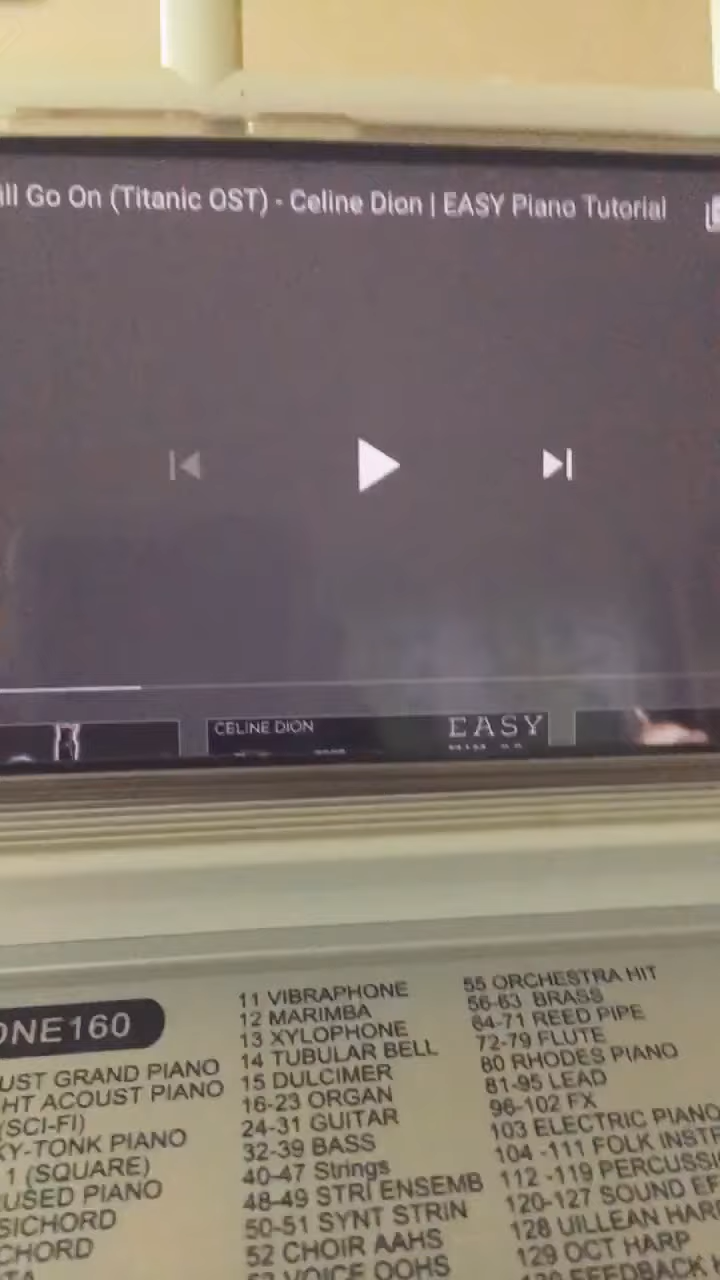 ill Go On (Titanic OST) - Celine Dion | EASY Piano Tutorial
CELINE DION
EASY
ONE160
UST GRAND PIANO
HT ACOUST PIANO
(SCI-FI)
KY-TONK PIANO
1 (SQUARE)
USED PIANO
SICHORD
CHORD
11 VIBRAPHONE
12 MARIMBA
13 XYLOPHONE
14 TUBULAR BELL
15 DULCIMER
16-23 ORGAN
24-31 GUITAR
32-39 BASS
40-47 Strings
48-49 STRI ENSEMB
50-51 SYNT STRIN
52 CHOIR AAHS
53 VOICE OOHS
55 ORCHESTRA HIT
56-63 BRASS
64-71 REED PIPE
72-79 FLUTE
80 RHODES PIANO
81-95 LEAD
96-102 FX
103 ELECTRIC PIANO
104 -111 FOLK INSTR
112 -119 PERCUSSI
120-127 SOUND EF
128 UILLEAN HAR
129 OCT HARP
FEEDBACK